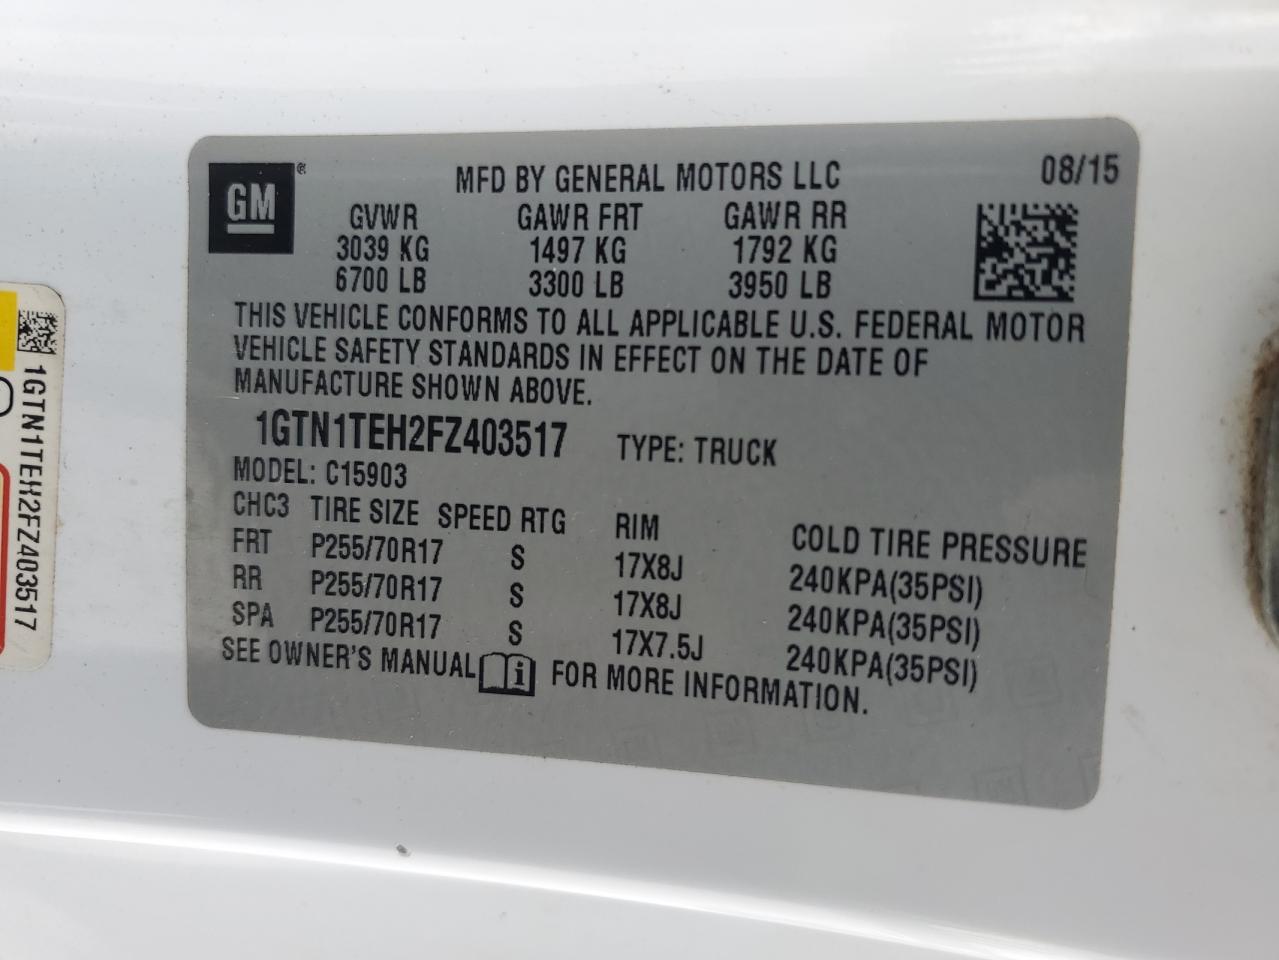 GM®
MFD BY GENERAL MOTORS LLC 08/15
GVWR GAWR FRT GAWR RR
3039 KG 1497 KG 1792 KG
6700 LB 3300 LB 3950 LB
THIS VEHICLE CONFORMS TO ALL APPLICABLE U.S. FEDERAL MOTOR
VEHICLE SAFETY STANDARDS IN EFFECT ON THE DATE OF
MANUFACTURE SHOWN ABOVE.
1GTN1TEH2FZ403517 TYPE: TRUCK
MODEL: C15903
CHC3 TIRE SIZE SPEED RTG RIM COLD TIRE PRESSURE
FRT P255/70R17 S 17X8J 240KPA(35PSI)
RR P255/70R17 S 17X8J 240KPA(35PSI)
SPA P255/70R17 S 17X7.5J 240KPA(35PSI)
SEE OWNER'S MANUAL i FOR MORE INFORMATION.
1GTN1TEH2FZ403517